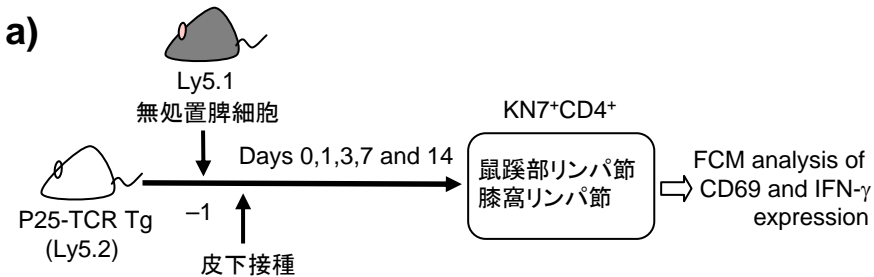 a)
Ly5.1
無処置脾細胞
KN7+CD4+
Days 0,1,3,7 and 14
鼠蹊部リンパ節
膝窩リンパ節
FCM analysis of
CD69 and IFN-γ
expression
P25-TCR Tg
(Ly5.2)
–1
皮下接種